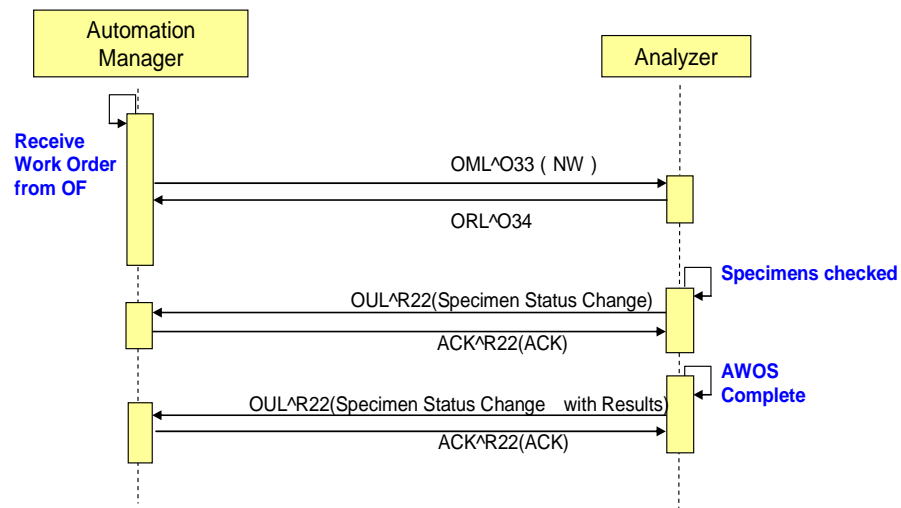 Automation
Manager
Analyzer
Receive
Work Order
from OF
OML^O33 ( NW )
ORL^O34
Specimens checked
OUL^R22(Specimen Status Change)
ACK^R22(ACK)
AWOS
Complete
OUL^R22(Specimen Status Change with Results)
ACK^R22(ACK)